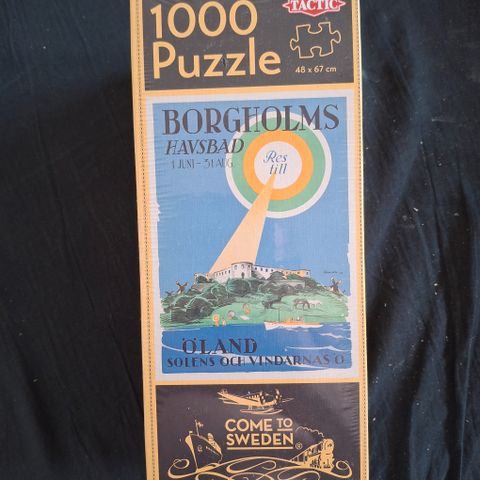 TACTIC
1000
Puzzle
48 x 67 cm
BORGHOLMS
HAVSBAD
1 JUNI - 31 AUG.
Res
till
ÖLAND
SOLENS OCH VINDARNAS Ö
COME TO
SWEDEN®